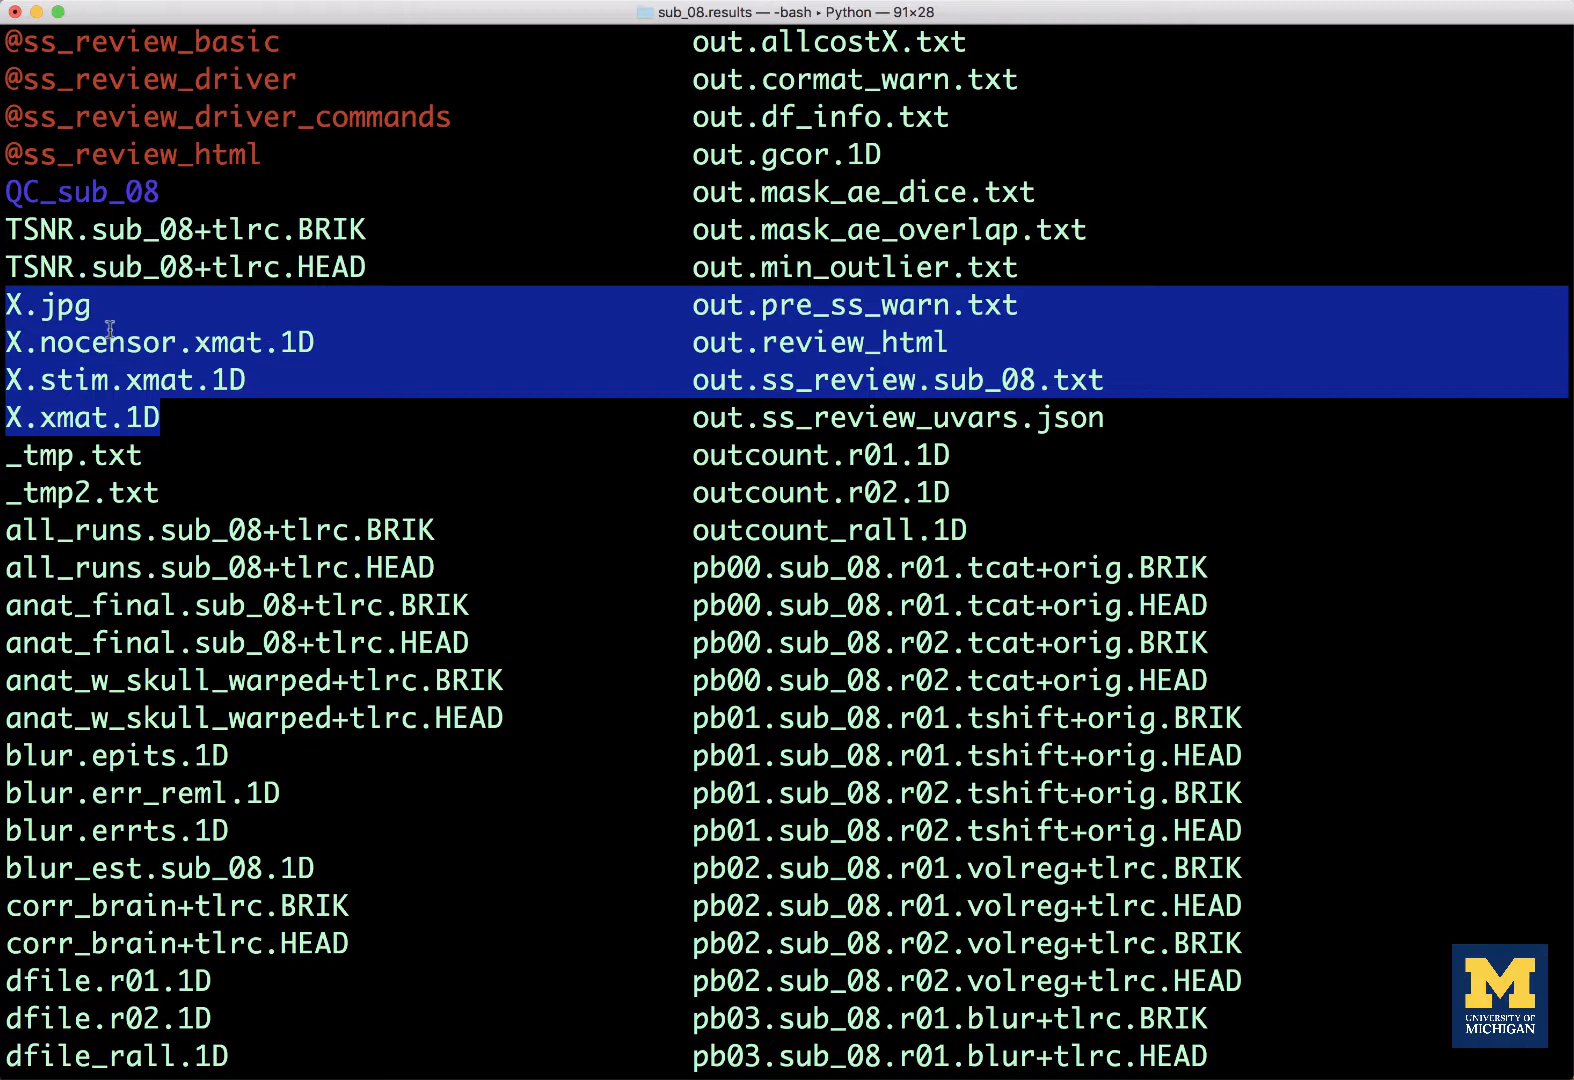 sub_08.results — -bash ▸ Python — 91×28
@ss_review_basic out.allcostX.txt
@ss_review_driver out.cormat_warn.txt
@ss_review_driver_commands out.df_info.txt
@ss_review_html out.gcor.1D
QC_sub_08 out.mask_ae_dice.txt
TSNR.sub_08+tlrc.BRIK out.mask_ae_overlap.txt
TSNR.sub_08+tlrc.HEAD out.min_outlier.txt
X.jpg out.pre_ss_warn.txt
X.nocensor.xmat.1D out.review_html
X.stim.xmat.1D out.ss_review.sub_08.txt
X.xmat.1D out.ss_review_uvars.json
_tmp.txt outcount.r01.1D
_tmp2.txt outcount.r02.1D
all_runs.sub_08+tlrc.BRIK outcount_rall.1D
all_runs.sub_08+tlrc.HEAD pb00.sub_08.r01.tcat+orig.BRIK
anat_final.sub_08+tlrc.BRIK pb00.sub_08.r01.tcat+orig.HEAD
anat_final.sub_08+tlrc.HEAD pb00.sub_08.r02.tcat+orig.BRIK
anat_w_skull_warped+tlrc.BRIK pb00.sub_08.r02.tcat+orig.HEAD
anat_w_skull_warped+tlrc.HEAD pb01.sub_08.r01.tshift+orig.BRIK
blur.epits.1D pb01.sub_08.r01.tshift+orig.HEAD
blur.err_reml.1D pb01.sub_08.r02.tshift+orig.BRIK
blur.errts.1D pb01.sub_08.r02.tshift+orig.HEAD
blur_est.sub_08.1D pb02.sub_08.r01.volreg+tlrc.BRIK
corr_brain+tlrc.BRIK pb02.sub_08.r01.volreg+tlrc.HEAD
corr_brain+tlrc.HEAD pb02.sub_08.r02.volreg+tlrc.BRIK
dfile.r01.1D pb02.sub_08.r02.volreg+tlrc.HEAD
dfile.r02.1D pb03.sub_08.r01.blur+tlrc.BRIK
dfile_rall.1D pb03.sub_08.r01.blur+tlrc.HEAD
M
UNIVERSITY OF
MICHIGAN